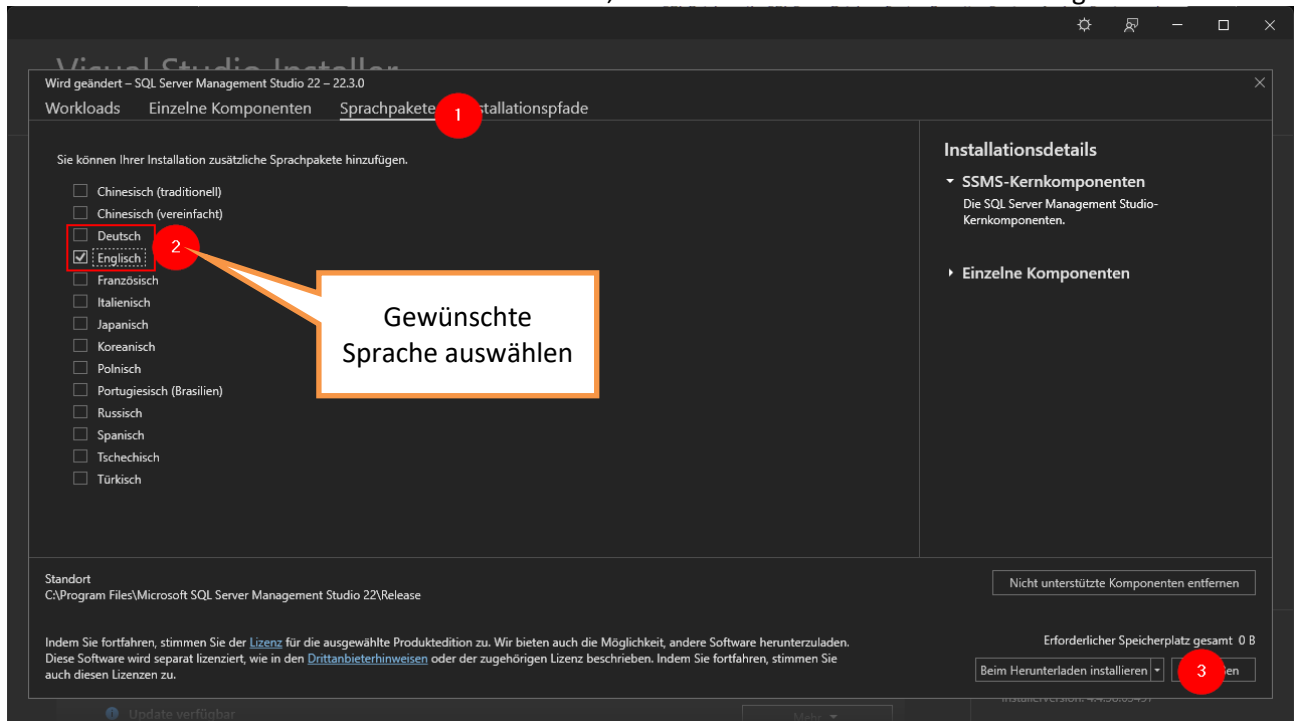 Wird geändert – SQL Server Management Studio 22 – 22.3.0
Workloads Einzelne Komponenten Sprachpakete 1
Sie können Ihrer Installation zusätzliche Sprachpakete hinzufügen.
Chinesisch (traditionell)
Chinesisch (vereinfacht)
Deutsch
2
Englisch
Französisch
Italienisch
Japanisch
Koreanisch
Polnisch
Portugiesisch (Brasilien)
Russisch
Spanisch
Tschechisch
Türkisch
Gewünschte
Sprache auswählen
Installationsdetails
SSMS-Kernkomponenten
Die SQL Server Management Studio-
Kernkomponenten.
Einzelne Komponenten
Standort
C:\Program Files\Microsoft SQL Server Management Studio 22\Release
Nicht unterstützte Komponenten entfernen
Indem Sie fortfahren, stimmen Sie der Lizenz für die ausgewählte Produktedition zu. Wir bieten auch die Möglichkeit, andere Software herunterzuladen.
Diese Software wird separat lizenziert, wie in den Drittanbieterhinweisen oder der zugehörigen Lizenz beschrieben. Indem Sie fortfahren, stimmen Sie
auch diesen Lizenzen zu.
Erforderlicher Speicherplatz gesamt 0 B
Beim Herunterladen installieren 3
Update verfügbar
Mehr